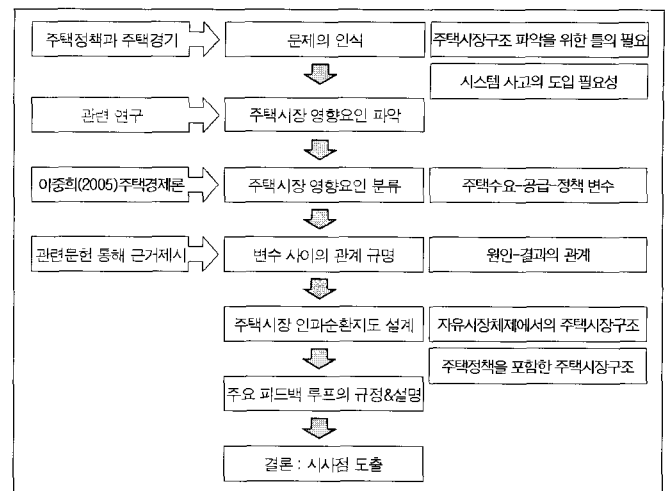 주택정책과 주택경기
문제의 인식
주택시장구조 파악을 위한 틀의 필요
시스템 사고의 도입 필요성
관련 연구
주택시장 영향요인 파악
이중희(2005)주택경제론
주택시장 영향요인 분류
주택수요-공급-정책 변수
관련문헌 통해 근거제시
변수 사이의 관계 규명
원인-결과의 관계
주택시장 인과순환지도 설계
자유시장체제에서의 주택시장구조
주택정책을 포함한 주택시장구조
주요 피드백 루프의 규정&설명
결론 : 시사점 도출